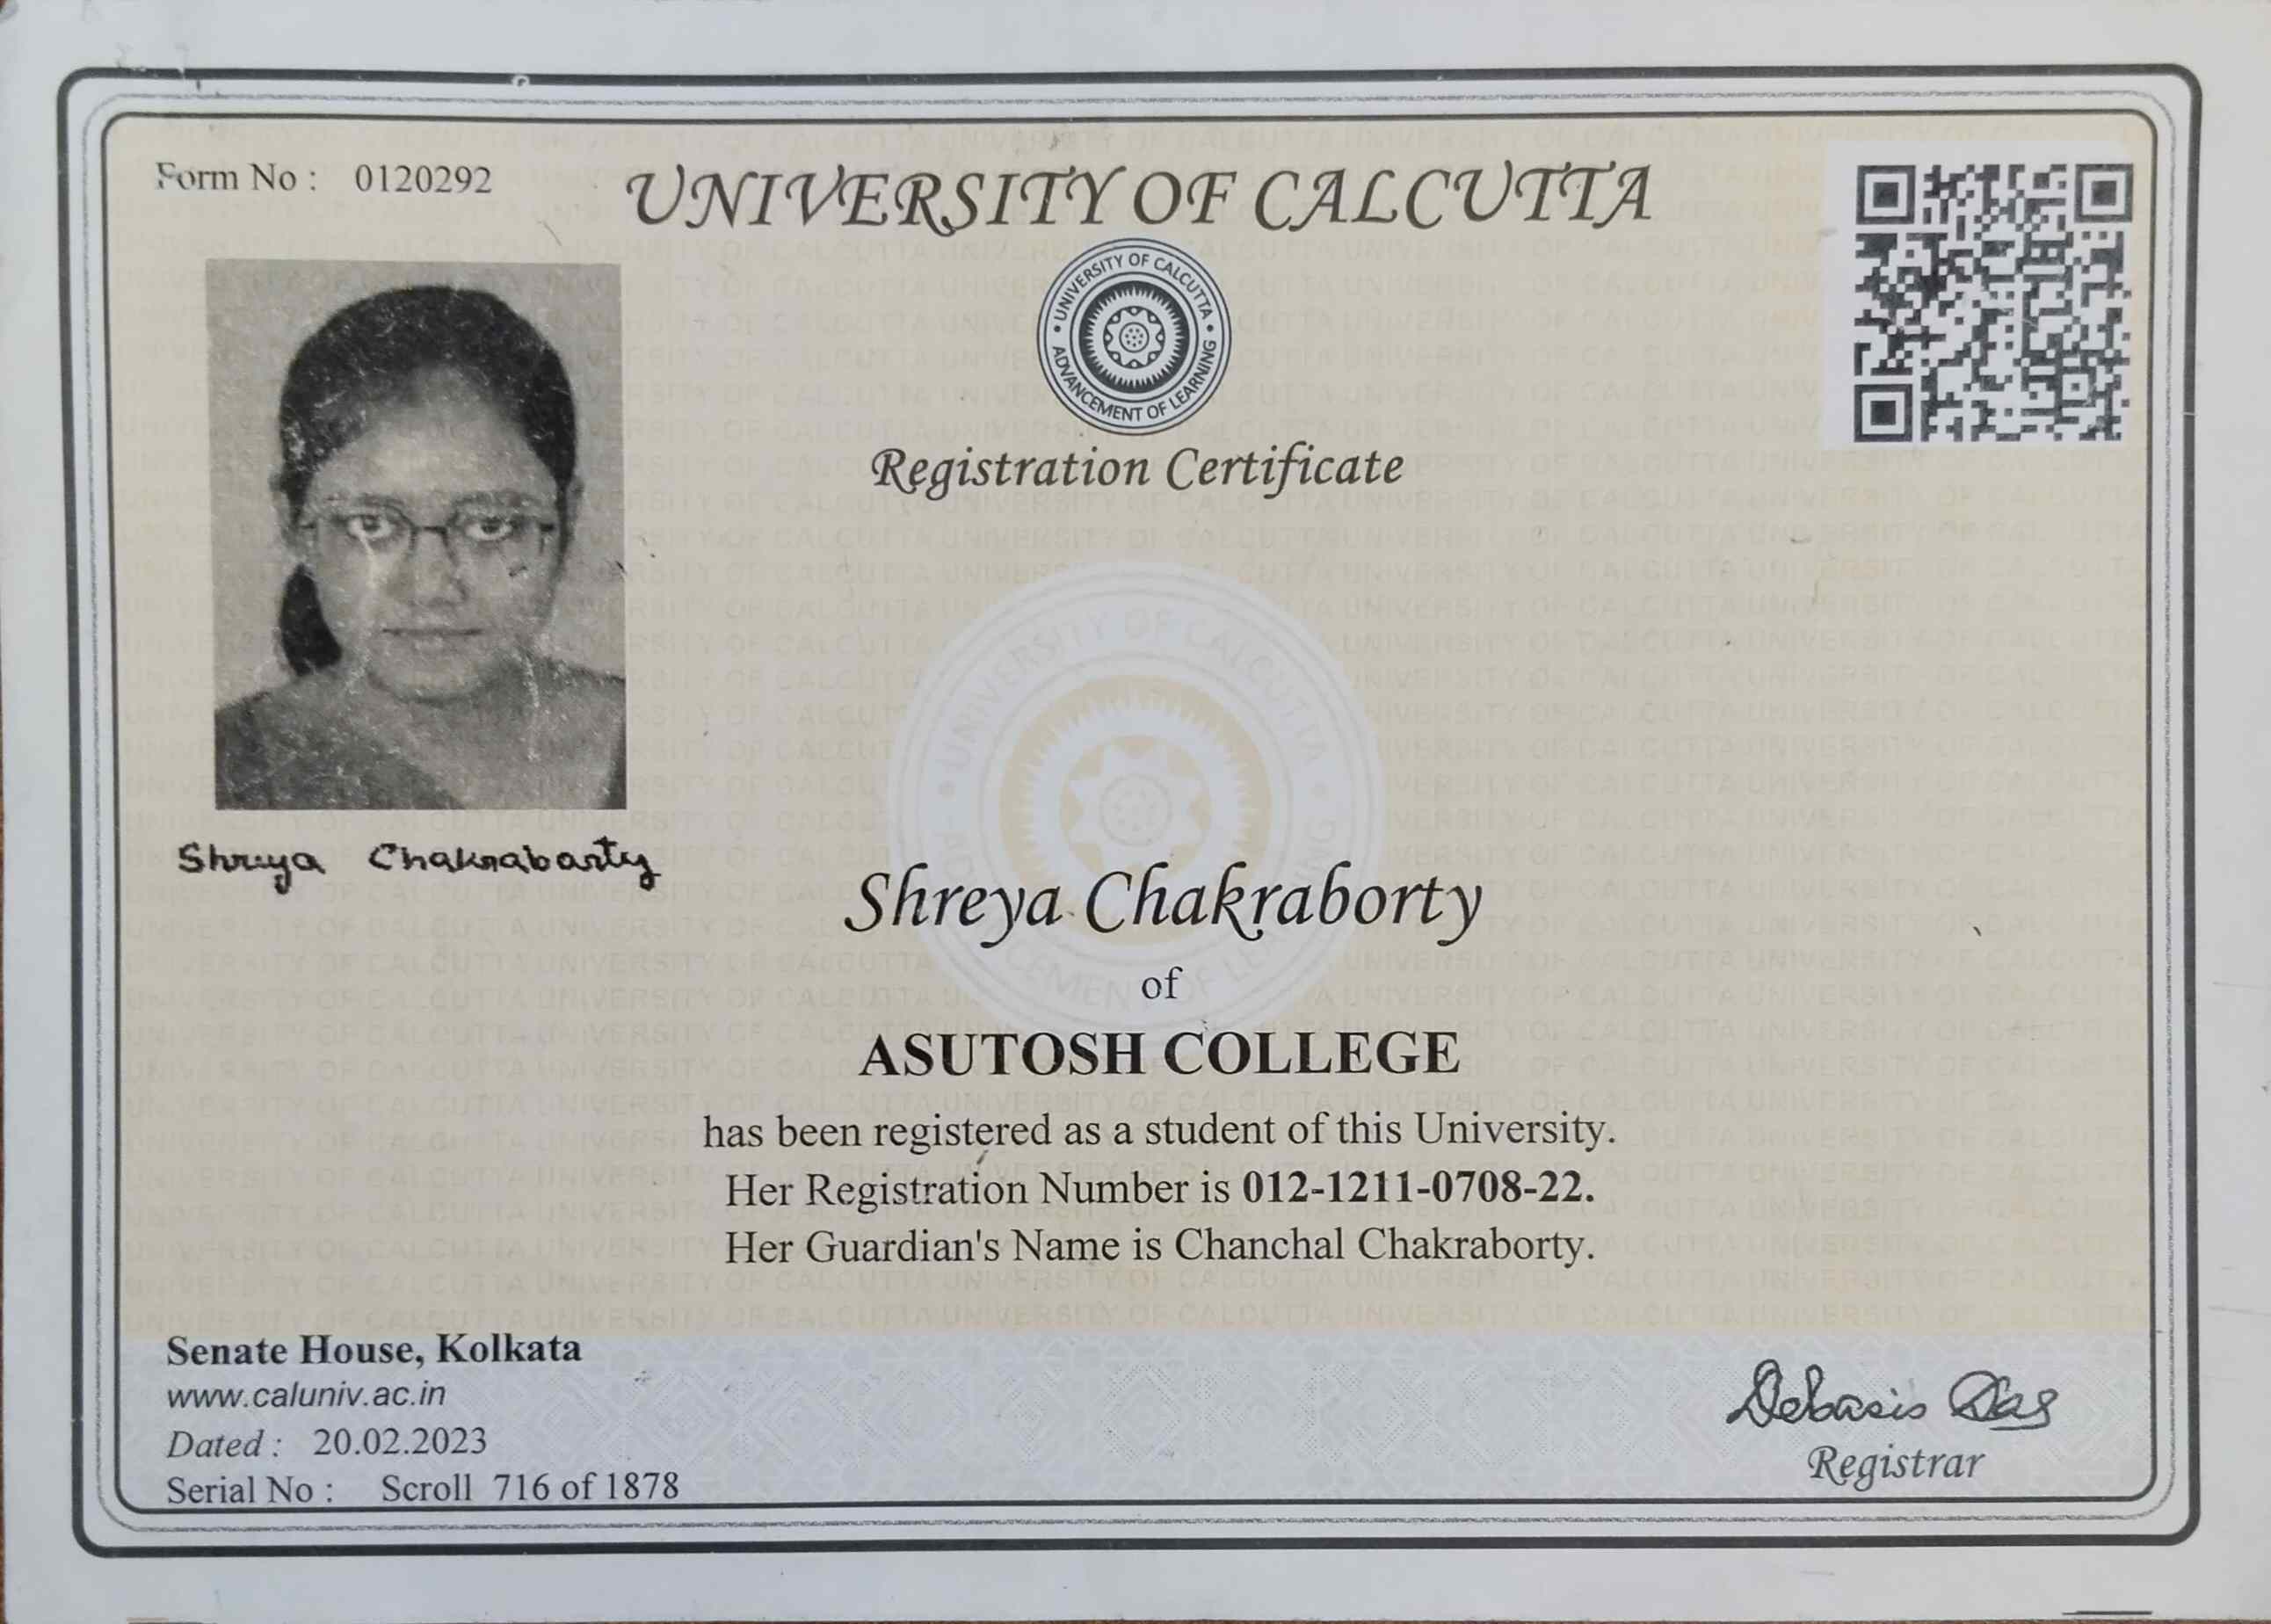 Form No : 0120292
UNIVERSITY OF CALCUTTA
UNIVERSITY OF CALCUTTA
ADVANCEMENT OF LEARNING
Registration Certificate
Shreya Chakraborty
Shreya Chakraborty
of
ASUTOSH COLLEGE
has been registered as a student of this University.
Her Registration Number is 012-1211-0708-22.
Her Guardian's Name is Chanchal Chakraborty.
Senate House, Kolkata
www.caluniv.ac.in
Dated : 20.02.2023
Serial No : Scroll 716 of 1878
Debasis Das
Registrar